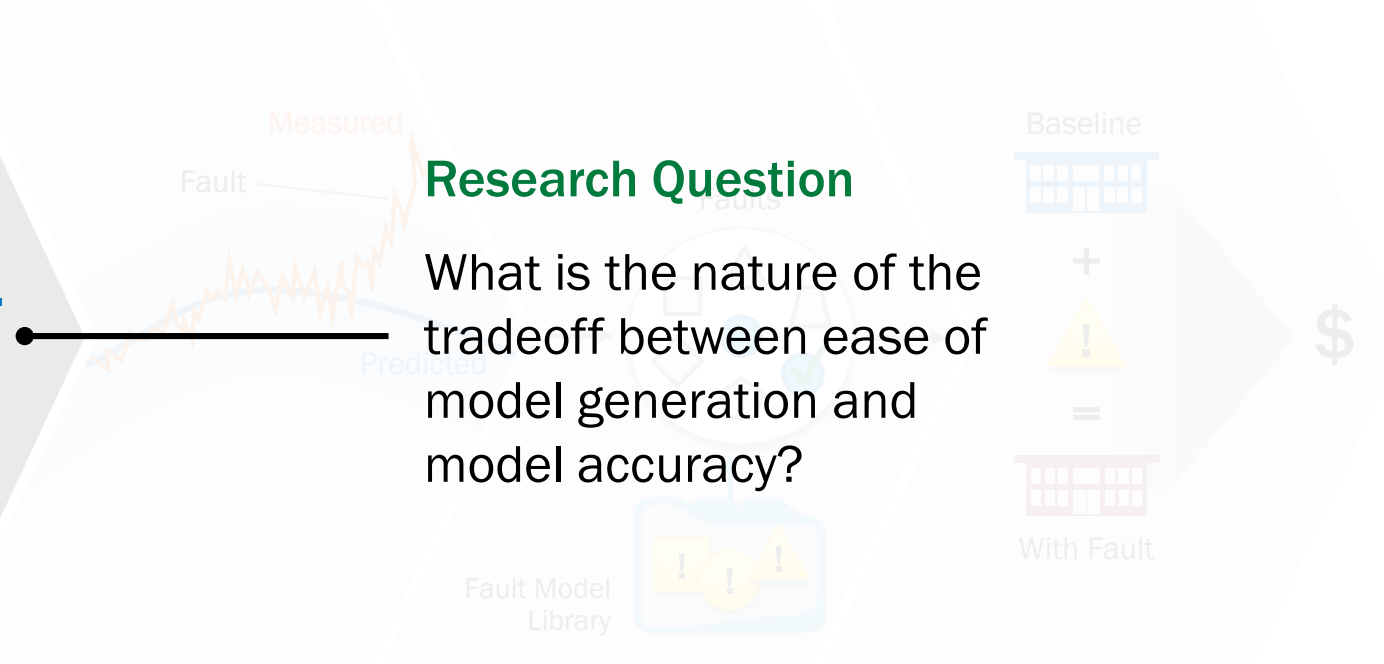 Measured
Fault
Predicted
Research Question
What is the nature of the
tradeoff between ease of
model generation and
model accuracy?
Faults
!
!
!
Fault Model
Library
Baseline
+
!
=
With Fault
$